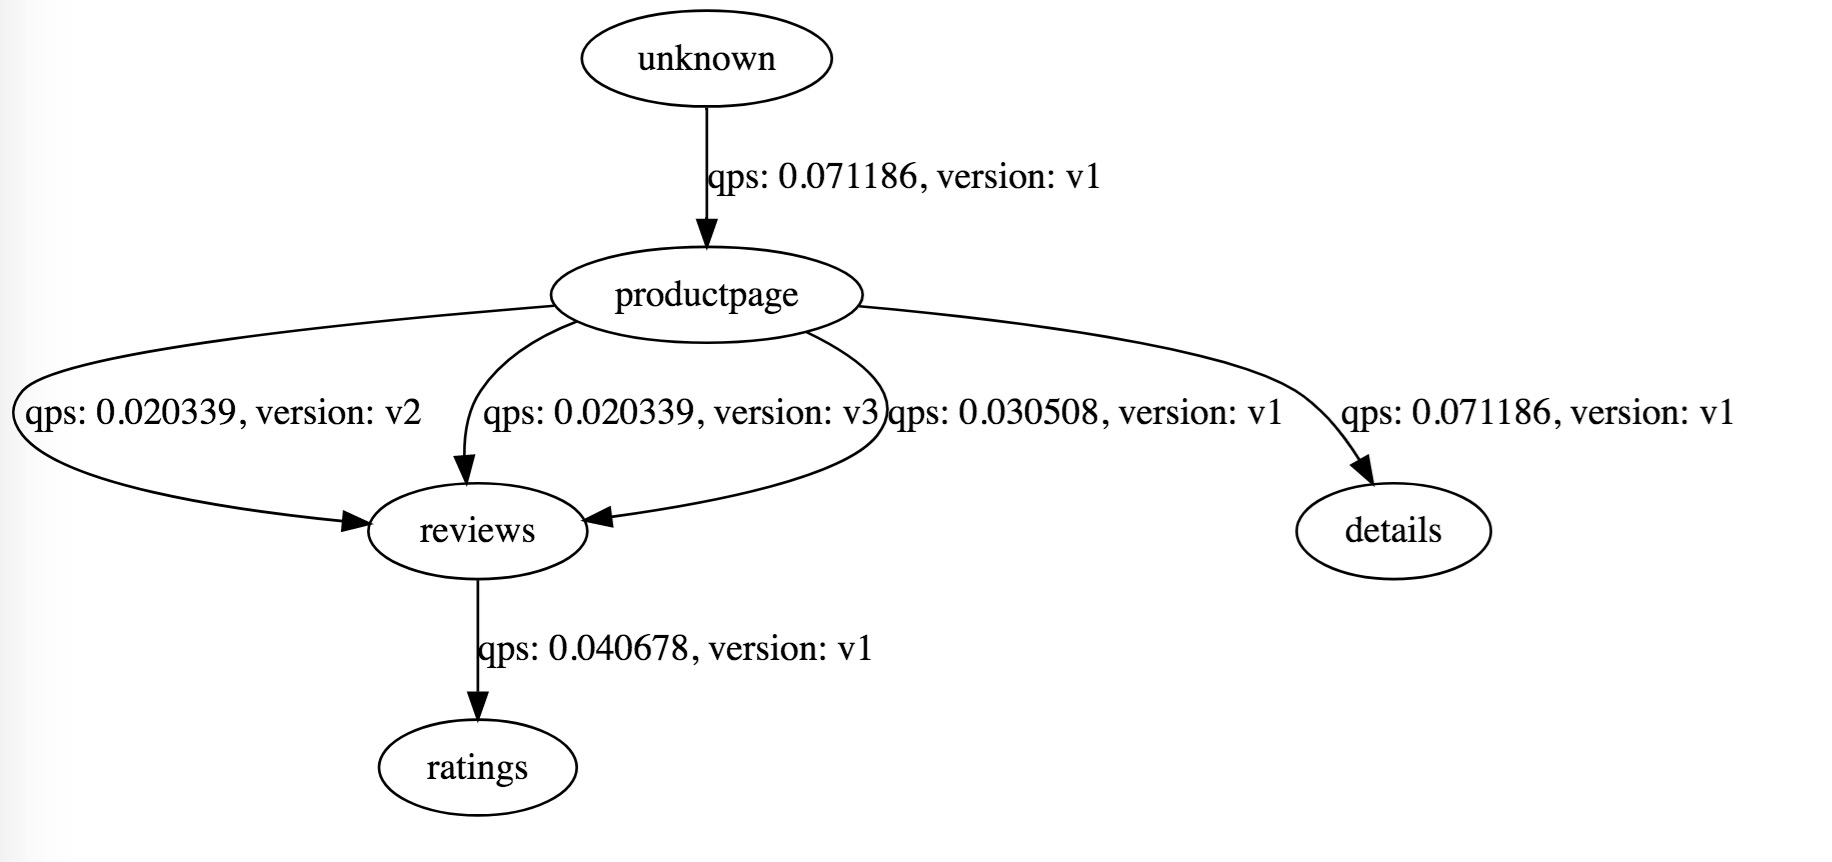 unknown
qps: 0.071186, version: v1
productpage
qps: 0.020339, version: v2
qps: 0.020339, version: v3
qps: 0.030508, version: v1
qps: 0.071186, version: v1
reviews
details
qps: 0.040678, version: v1
ratings